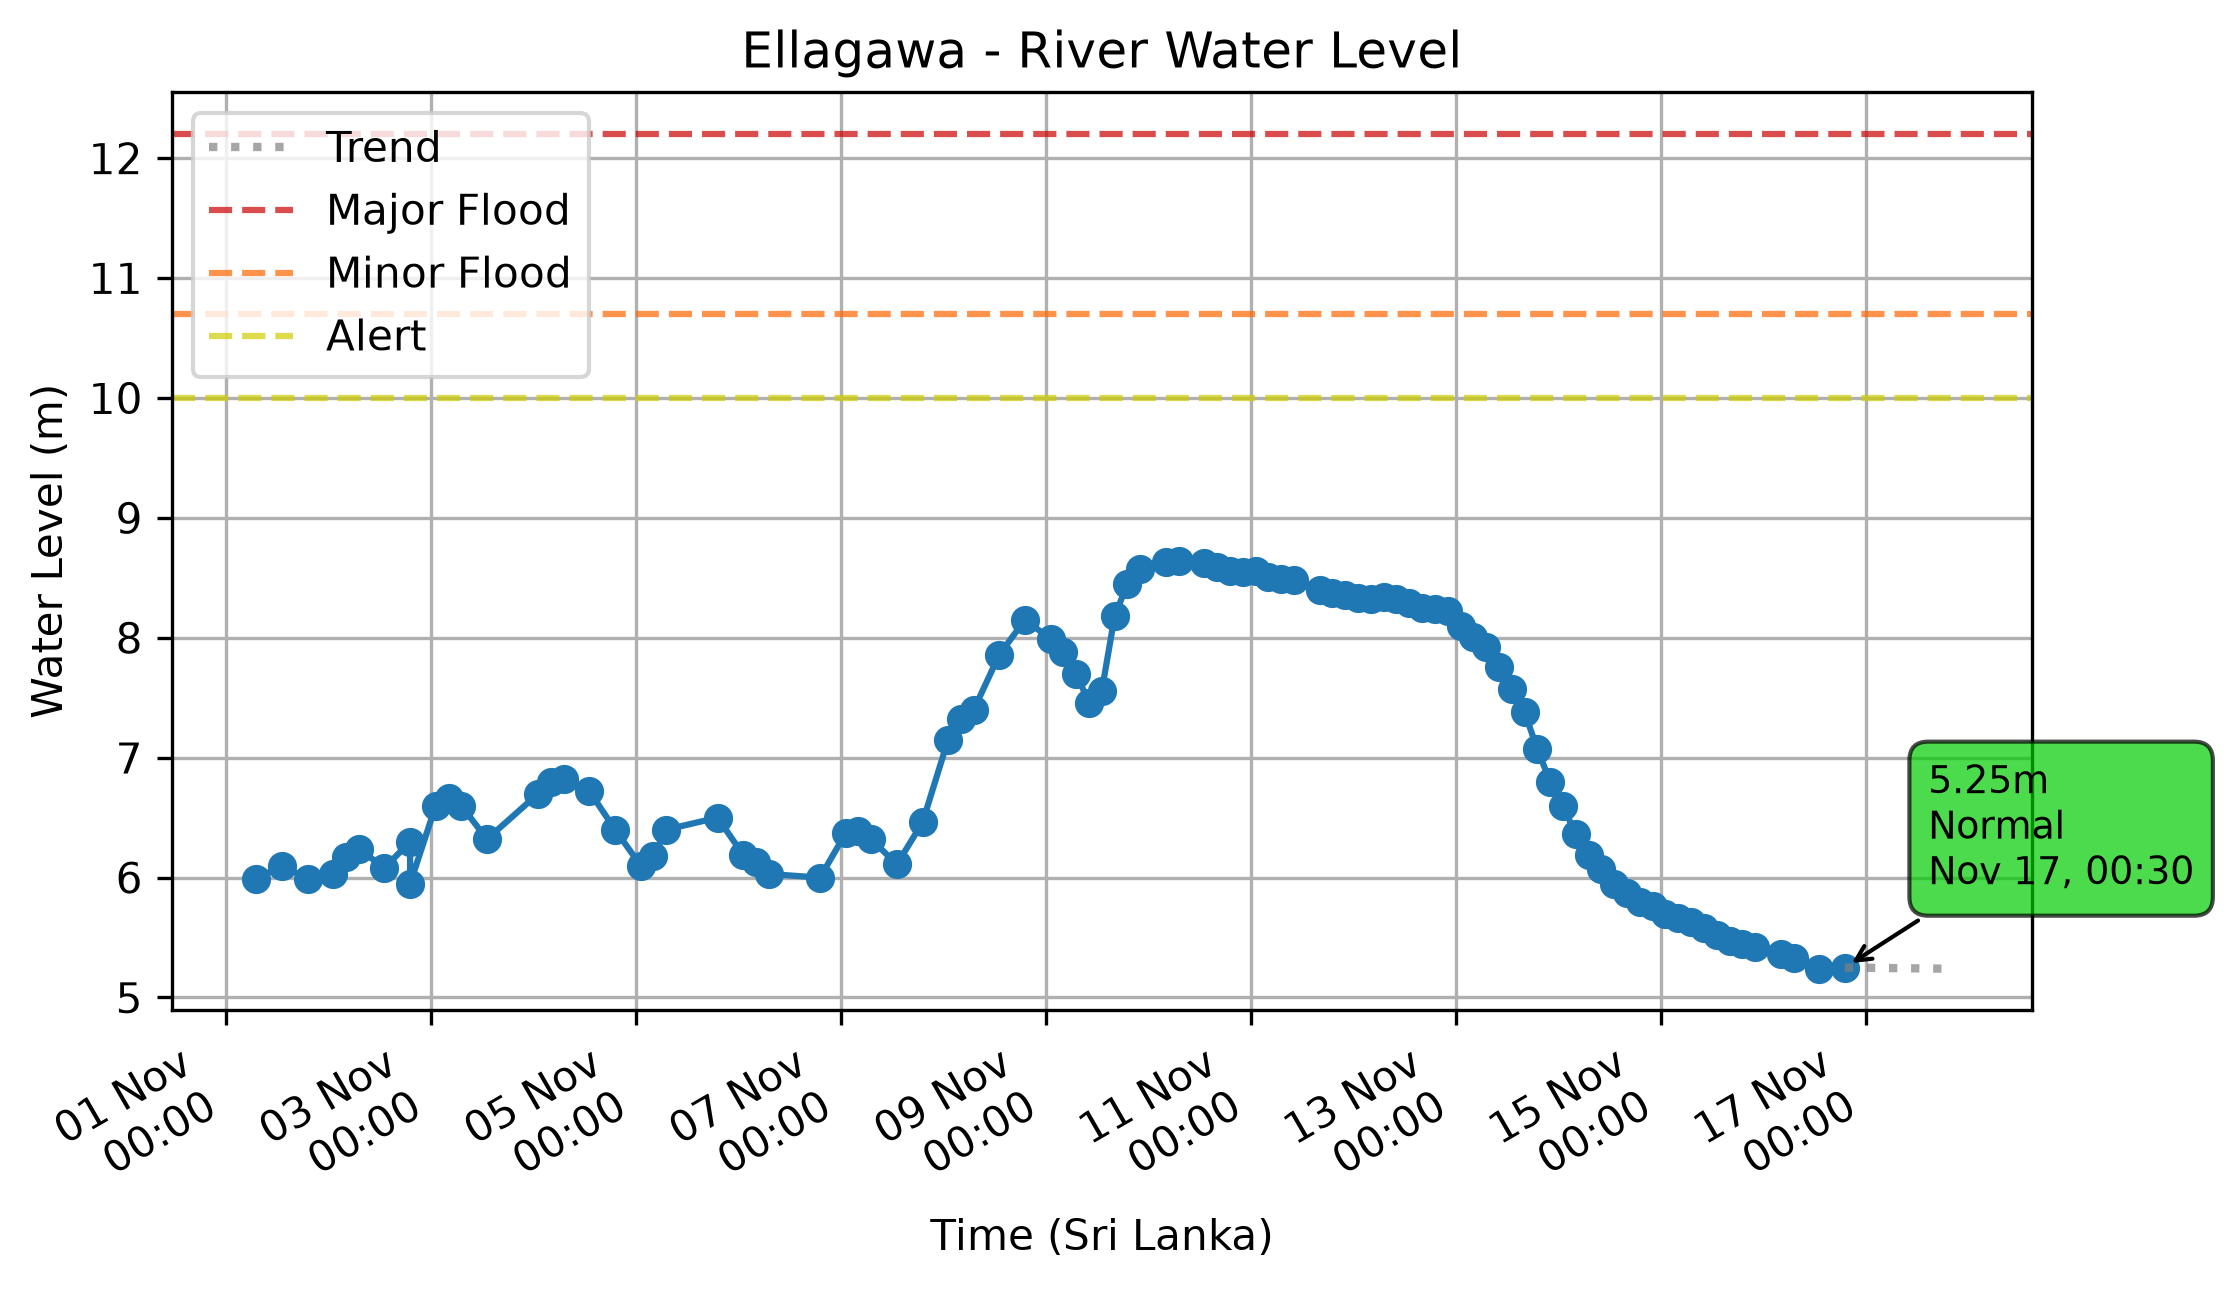 Ellagawa - River Water Level
Trend
Major Flood
Minor Flood
Alert
Water Level (m)
12
11
10
9
8
7
6
5
5.25m
Normal
Nov 17, 00:30
01 Nov
00:00
03 Nov
00:00
05 Nov
00:00
07 Nov
00:00
09 Nov
00:00
11 Nov
00:00
13 Nov
00:00
15 Nov
00:00
17 Nov
00:00
Time (Sri Lanka)